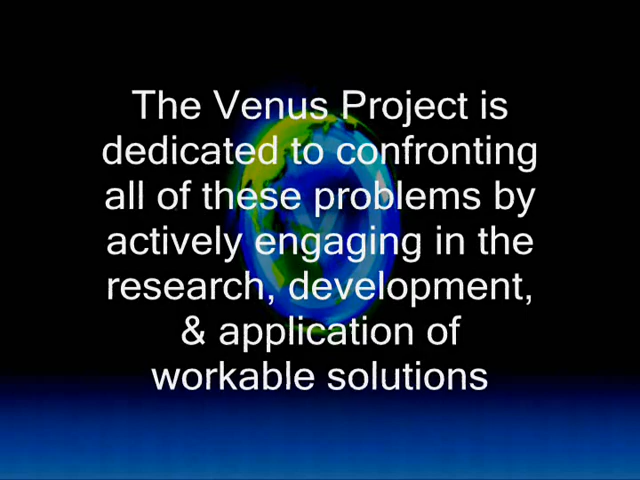 The Venus Project is
dedicated to confronting
all of these problems by
actively engaging in the
research, development,
& application of
workable solutions